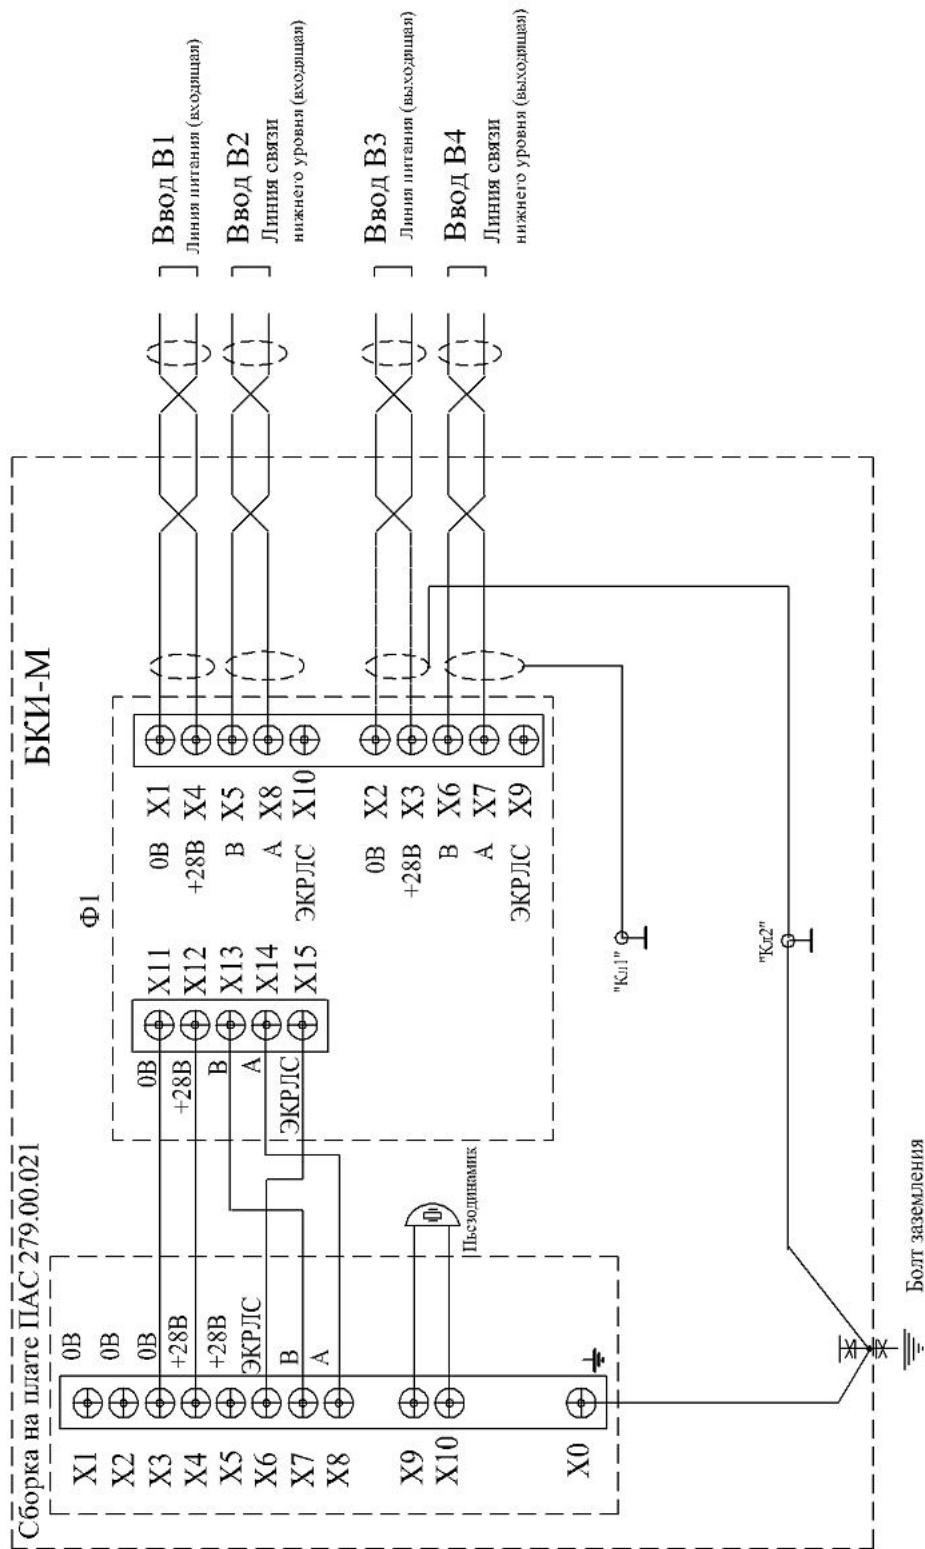 БКИ-М
Сборка на плате ПАС 279.00.021
X1
0В
X2
0В
X3
0В
X4
+28В
X5
+28В
X6
ЭКРЛС
X7
В
X8
А
X9
X10
X0
Пьезодинамик
Ф1
0В
X11
+28В
X12
В
X13
А
X14
ЭКРЛС
X15
0В
X1
+28В
X4
В
X5
А
X8
ЭКРЛС
X10
0В
X2
+28В
X3
В
X6
А
X7
ЭКРЛС
X9
"Кл1"
"Кл2"
Болт заземления
Ввод В1
Линия питания (входящая)
Ввод В2
Линия связи
нижнего уровня (входящая)
Ввод В3
Линия питания (выходящая)
Ввод В4
Линия связи
нижнего уровня (выходящая)